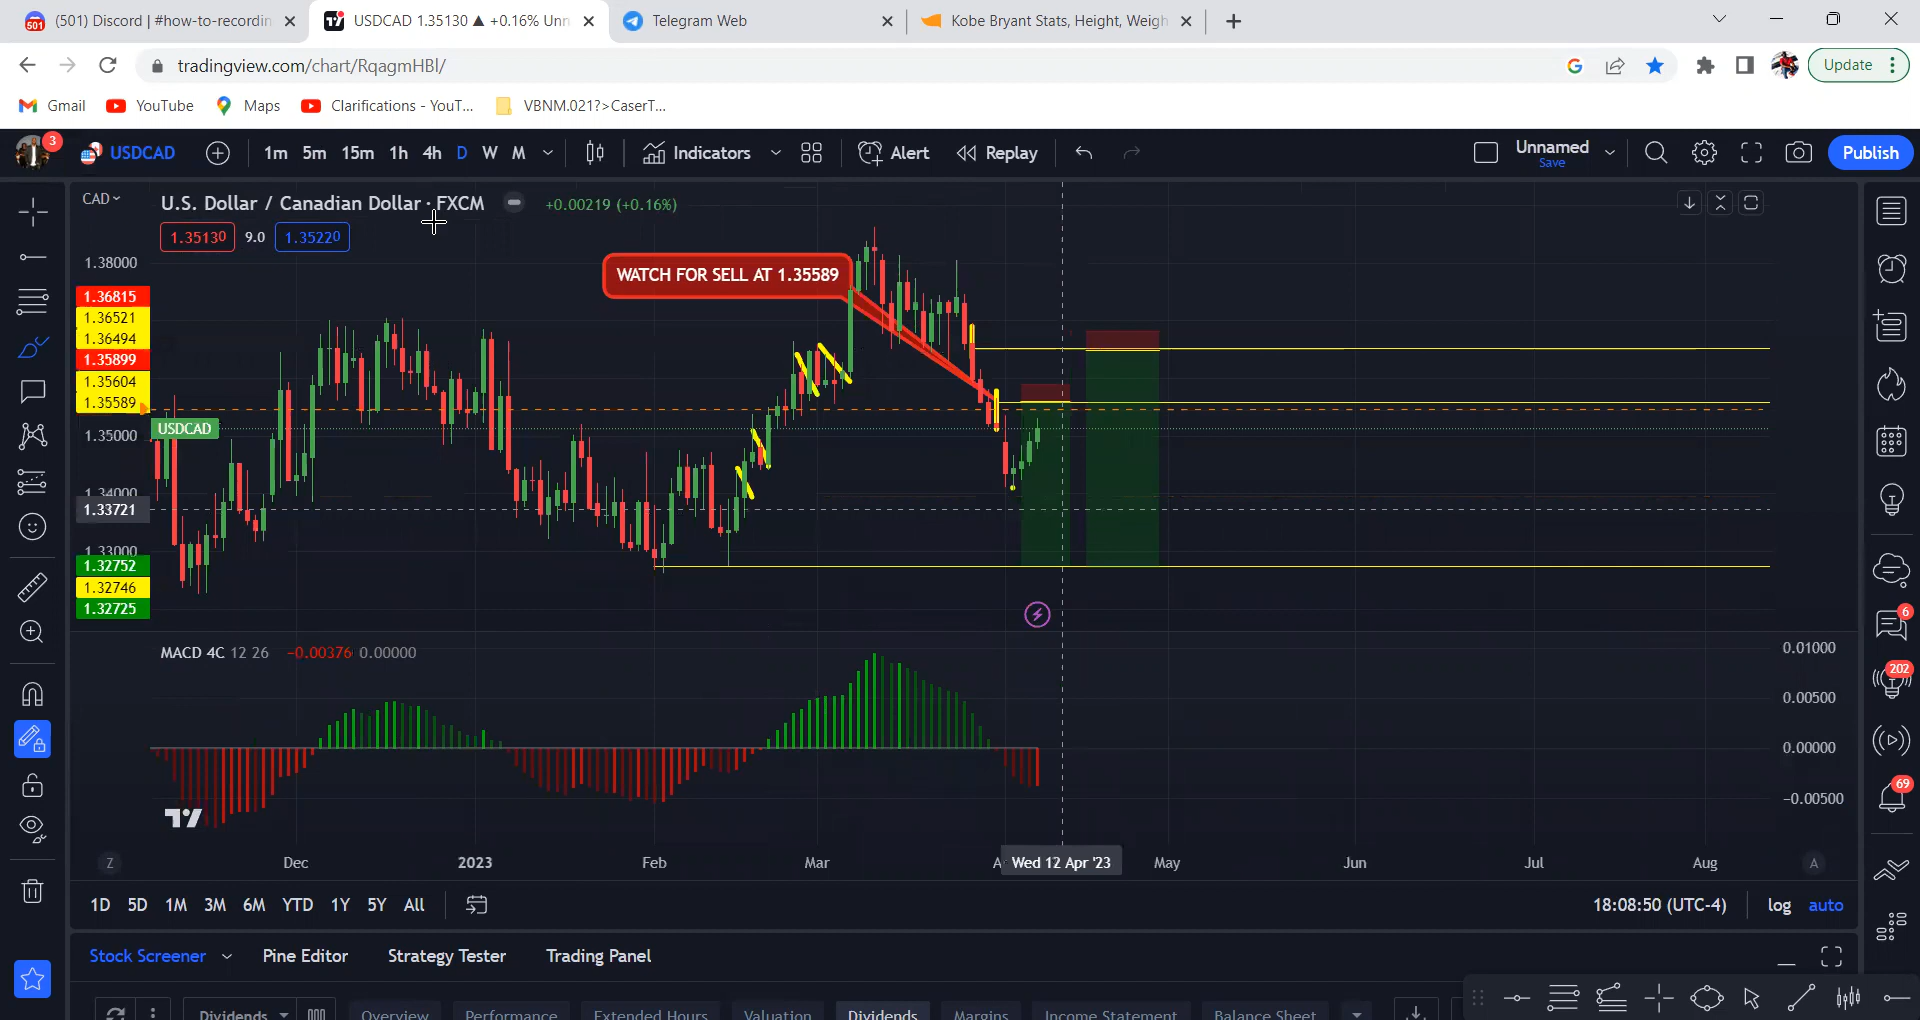 501 (501) Discord | #how-to-recordin
USDCAD 1.35130 ▲ +0.16% Unn
Telegram Web
Kobe Bryant Stats, Height, Weigh
tradingview.com/chart/RqagmHBl/
Update
Gmail
YouTube
Maps
Clarifications - YouT...
VBNM.021?>CaserT...
3
USDCAD
1m 5m 15m 1h 4h D W M
Indicators
Alert
Replay
Unnamed
Save
Publish
CAD
U.S. Dollar / Canadian Dollar · FXCM
+0.00219 (+0.16%)
1.35130
9.0
1.35220
WATCH FOR SELL AT 1.35589
1.38000
1.36815
1.36521
1.36494
1.35899
1.35604
1.35589
USDCAD
1.35000
1.34000
1.33721
1.33000
1.32752
1.32746
1.32725
MACD 4C 12 26 −0.00376 0.00000
0.01000
0.00500
0.00000
−0.00500
6
202
69
Z
Dec
2023
Feb
Mar
A
Wed 12 Apr '23
May
Jun
Jul
Aug
A
1D 5D 1M 3M 6M YTD 1Y 5Y All
18:08:50 (UTC-4)
log
auto
Stock Screener
Pine Editor
Strategy Tester
Trading Panel
Dividends
Overview
Performance
Extended Hours
Valuation
Dividends
Margins
Income Statement
Balance Sheet